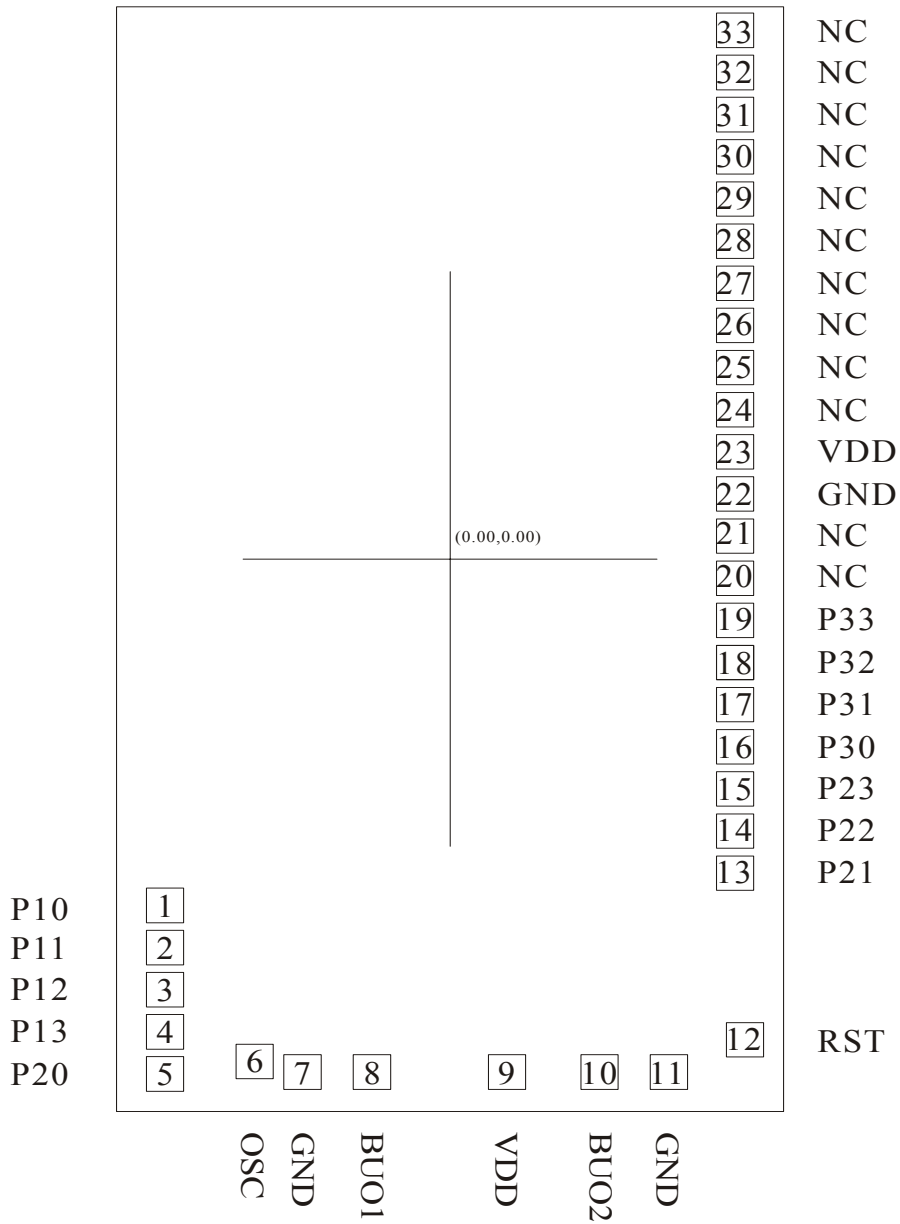 33 NC
32 NC
31 NC
30 NC
29 NC
28 NC
27 NC
26 NC
25 NC
24 NC
23 VDD
22 GND
(0.00,0.00)
21 NC
20 NC
19 P33
18 P32
17 P31
16 P30
15 P23
14 P22
13 P21
P10 1
P11 2
P12 3
P13 4
12 RST
P20 5
6
7
8
9
10
11
OSC
GND
BUO1
VDD
BUO2
GND